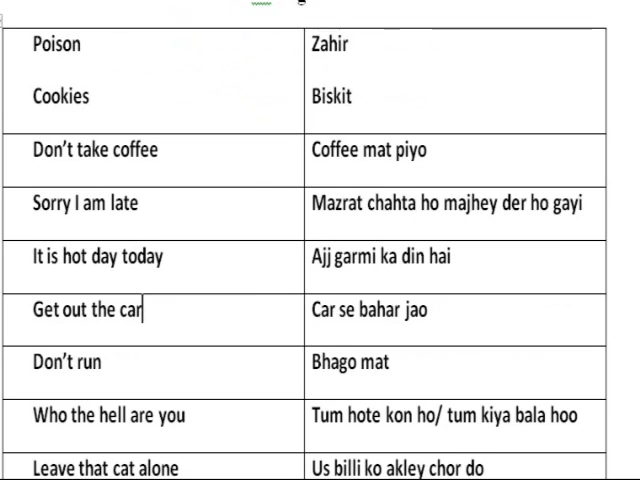 Poison Zahir
Cookies Biskit
Don't take coffee Coffee mat piyo
Sorry I am late Mazrat chahta ho majhey der ho gayi
It is hot day today Ajj garmi ka din hai
Get out the car Car se bahar jao
Don't run Bhago mat
Who the hell are you Tum hote kon ho/ tum kiya bala hoo
Leave that cat alone Us billi ko akley chor do